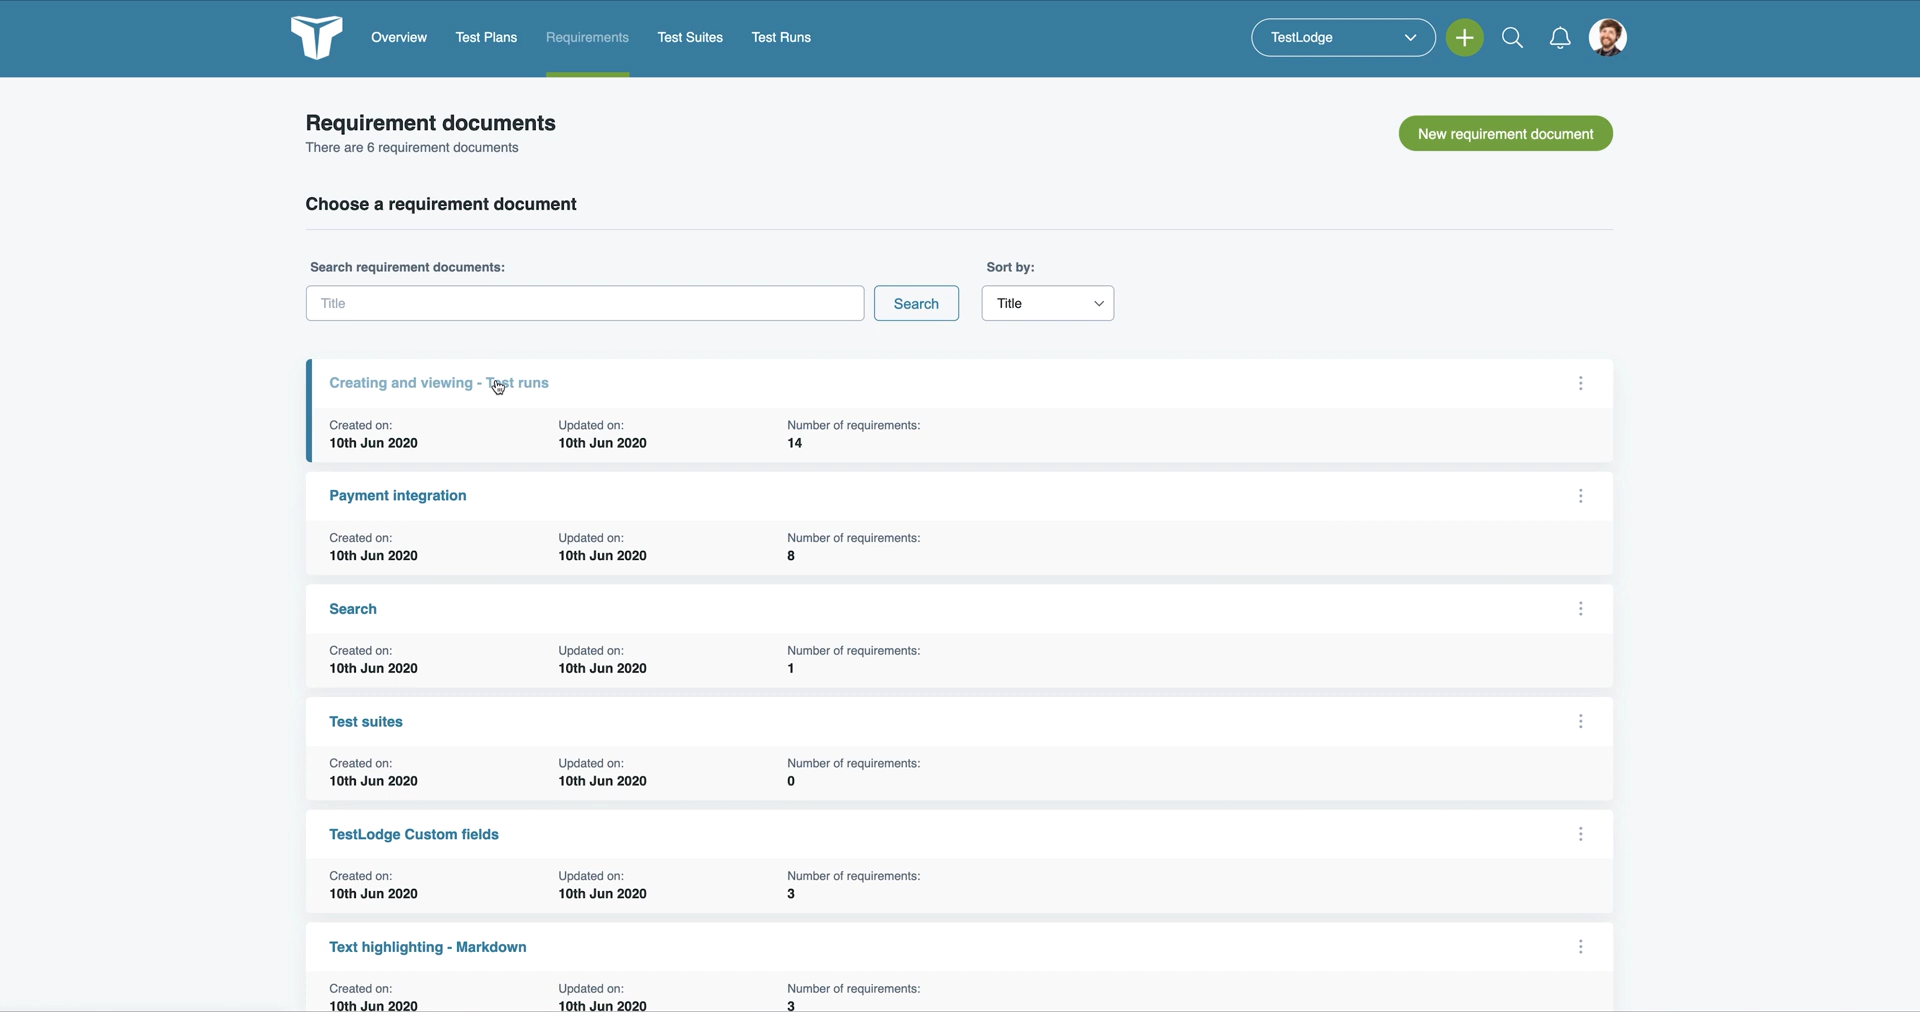 Overview Test Plans Requirements Test Suites Test Runs TestLodge
Requirement documents
There are 6 requirement documents
New requirement document
Choose a requirement document
Search requirement documents: Sort by:
Title Search Title
Creating and viewing - Test runs
Created on: Updated on: Number of requirements:
10th Jun 2020 10th Jun 2020 14
Payment integration
Created on: Updated on: Number of requirements:
10th Jun 2020 10th Jun 2020 8
Search
Created on: Updated on: Number of requirements:
10th Jun 2020 10th Jun 2020 1
Test suites
Created on: Updated on: Number of requirements:
10th Jun 2020 10th Jun 2020 0
TestLodge Custom fields
Created on: Updated on: Number of requirements:
10th Jun 2020 10th Jun 2020 3
Text highlighting - Markdown
Created on: Updated on: Number of requirements:
10th Jun 2020 10th Jun 2020 3